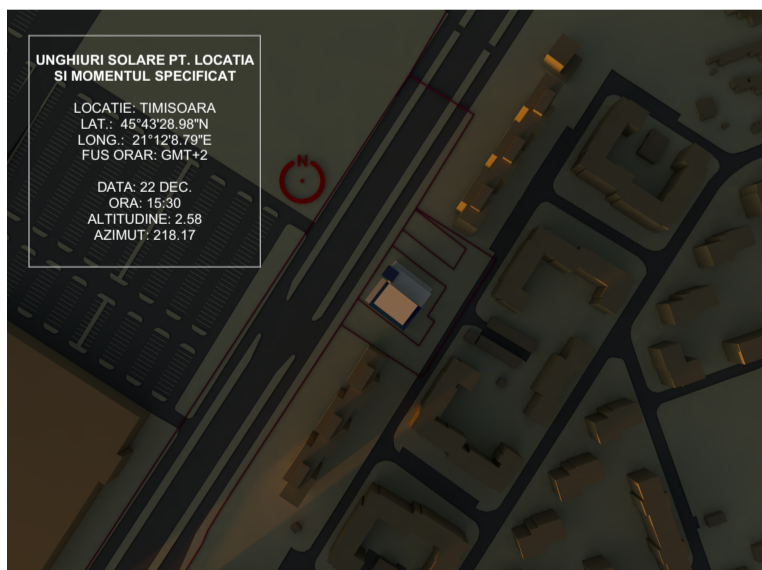 UNGHIURI SOLARE PT. LOCATIA
SI MOMENTUL SPECIFICAT
LOCATIE: TIMISOARA
LAT.: 45°43'28.98"N
LONG.: 21°12'8.79"E
FUS ORAR: GMT+2
DATA: 22 DEC.
ORA: 15:30
ALTITUDINE: 2.58
AZIMUT: 218.17
N